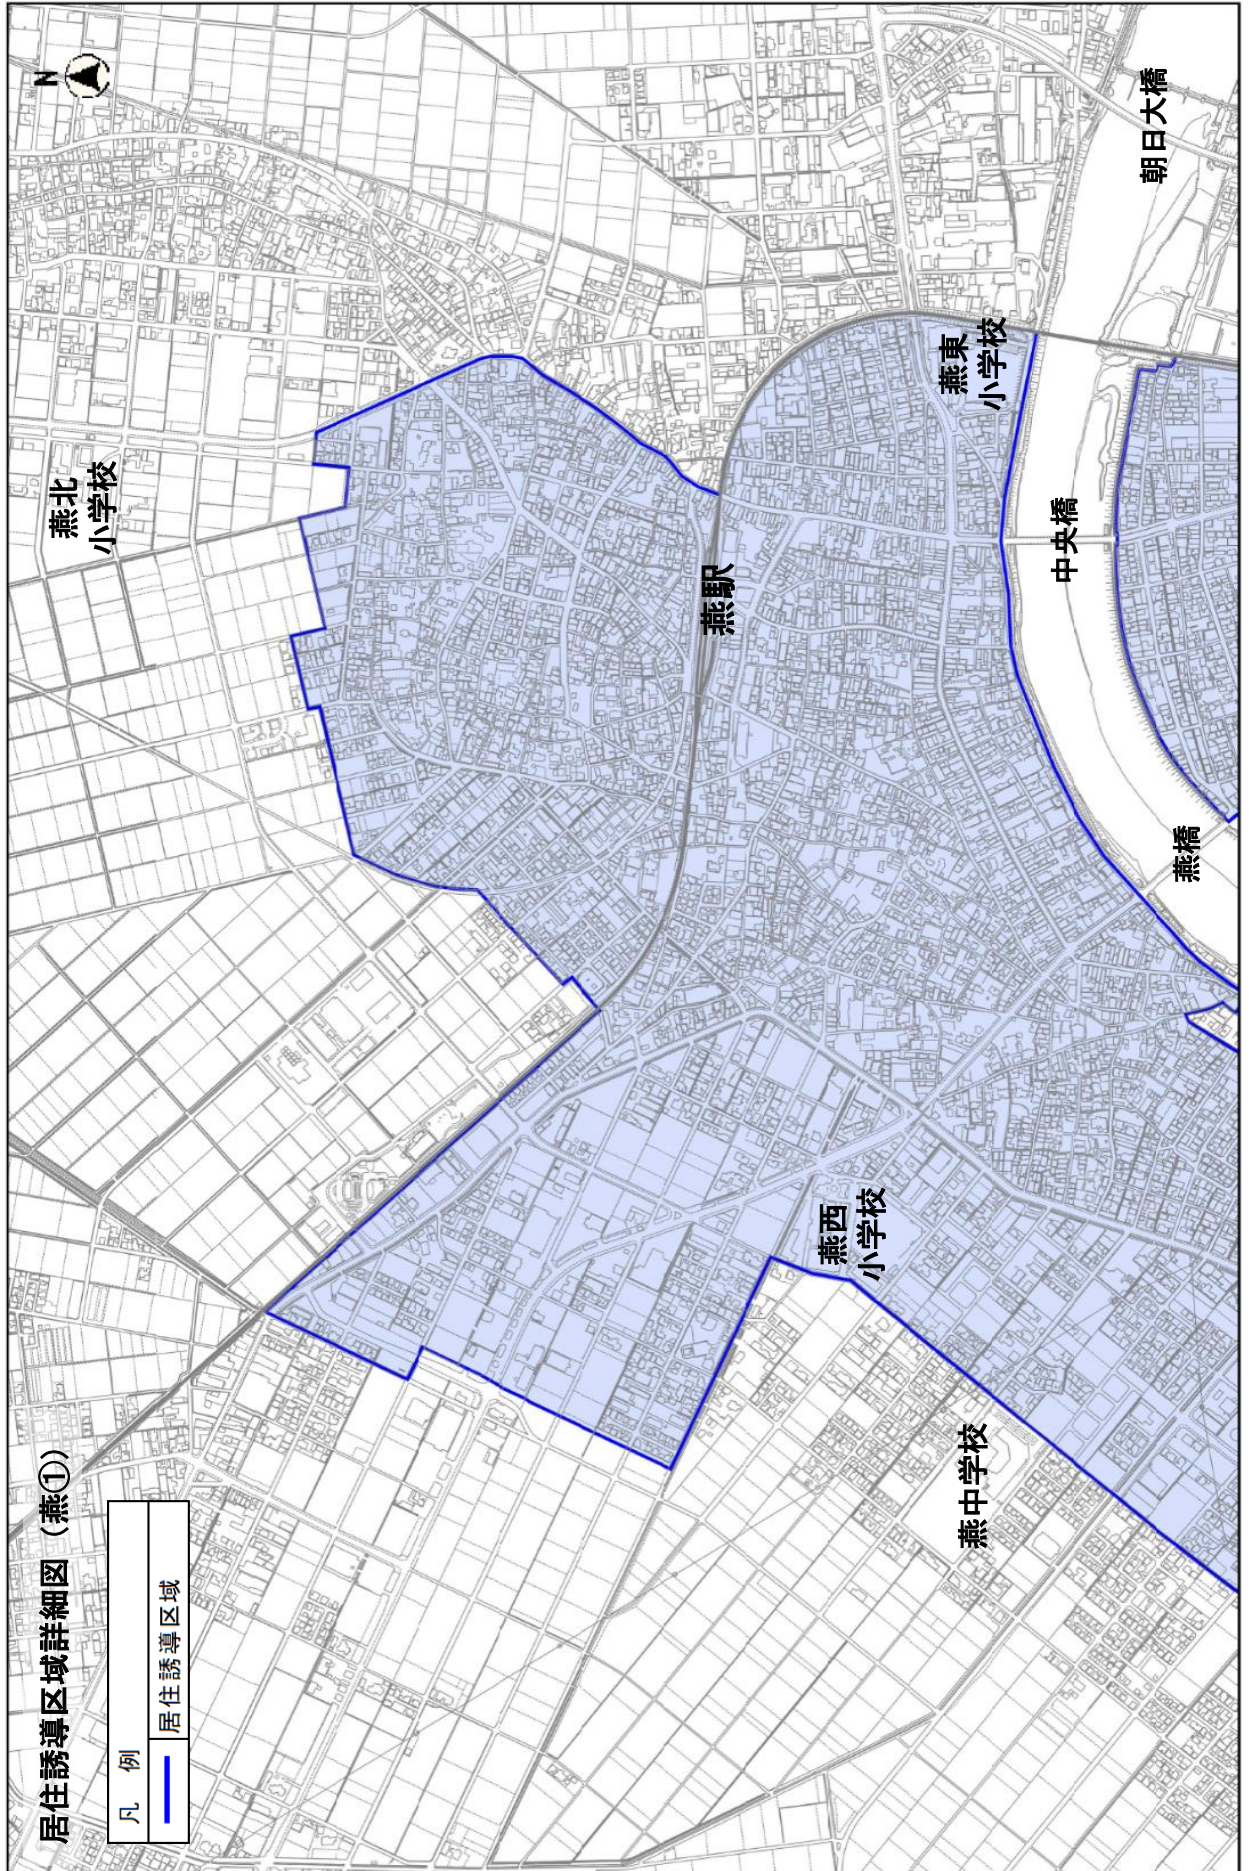 居住誘導区域詳細図（燕①）
凡 例
居住誘導区域
N
燕北
小学校
燕駅
燕東
小学校
朝日大橋
中央橋
燕橋
燕西
小学校
燕中学校